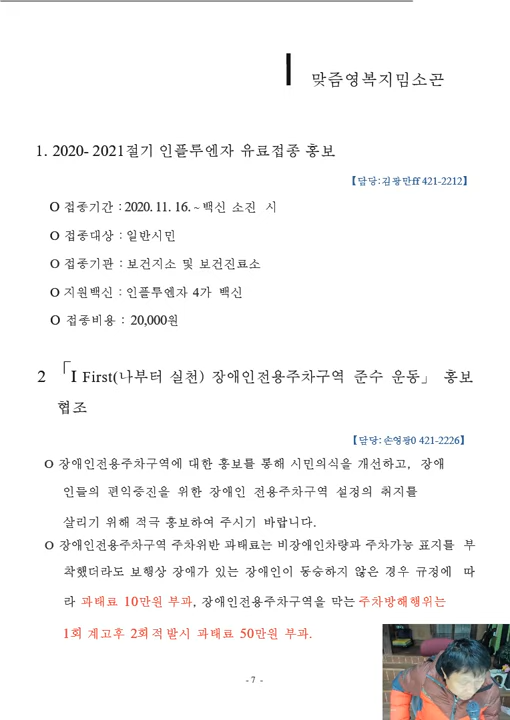 I 맞즘영복지밈소곤
1. 2020- 2021절기 인플루엔자 유료접종 홍보
【담당:김광만ff 421-2212】
O 접종기간 : 2020. 11. 16. ~ 백신 소진 시
O 접종대상 : 일반시민
O 접종기관 : 보건지소 및 보건진료소
O 지원백신 : 인플루엔자 4가 백신
O 접종비용 : 20,000원
2 「I First(나부터 실천) 장애인전용주차구역 준수 운동」 홍보
협조
【담당:손영광0 421-2226】
O 장애인전용주차구역에 대한 홍보를 통해 시민의식을 개선하고, 장애
인들의 편익증진을 위한 장애인 전용주차구역 설정의 취지를
살리기 위해 적극 홍보하여 주시기 바랍니다.
O 장애인전용주차구역 주차위반 과태료는 비장애인차량과 주차가능 표지를 부
착했더라도 보행상 장애가 있는 장애인이 동승하지 않은 경우 규정에 따
라 과태료 10만원 부과, 장애인전용주차구역을 막는 주차방해행위는
1회 계고후 2회적발시 과태료 50만원 부과.
- 7 -